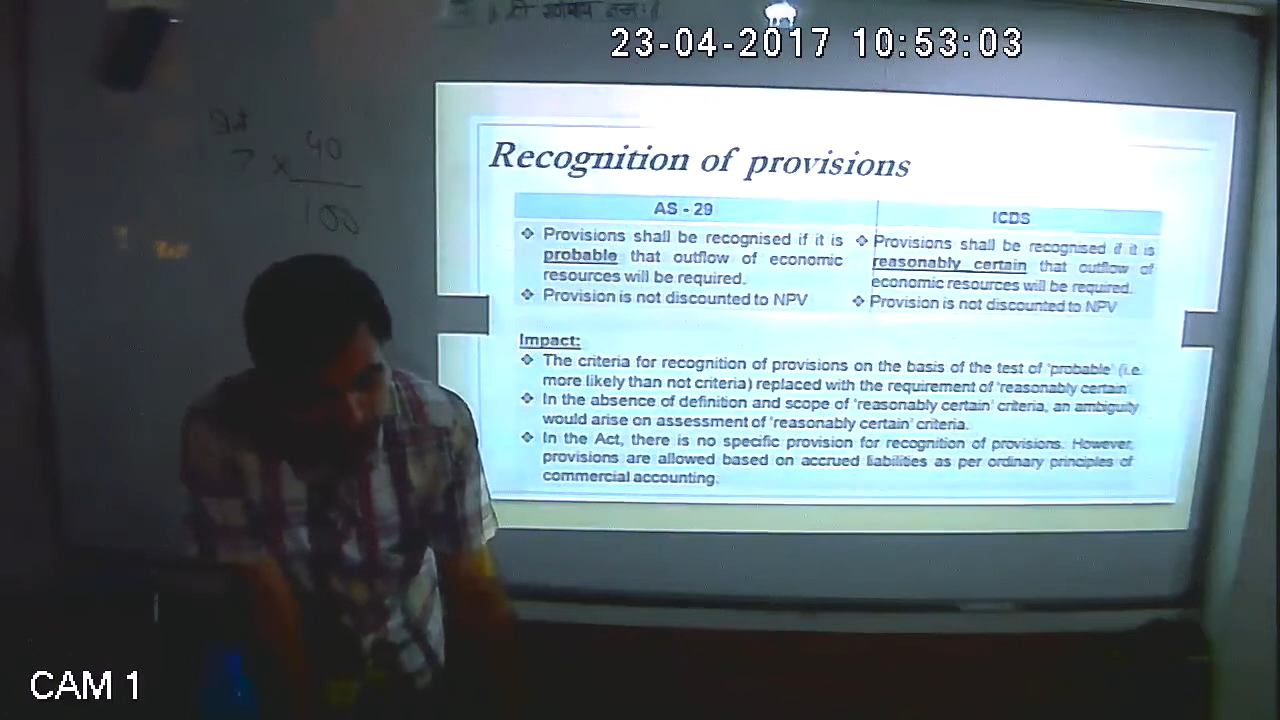 23-04-2017 10:53:03
Recognition of provisions
AS - 29
ICDS
❖ Provisions shall be recognised if it is
probable that outflow of economic
resources will be required.
❖ Provision is not discounted to NPV
❖ Provisions shall be recognised if it is
reasonably certain that outflow of
economic resources will be required.
❖ Provision is not discounted to NPV
Impact:
❖ The criteria for recognition of provisions on the basis of the test of 'probable' (i.e.
more likely than not criteria) replaced with the requirement of 'reasonably certain'.
❖ In the absence of definition and scope of 'reasonably certain' criteria, an ambiguity
would arise on assessment of 'reasonably certain' criteria.
❖ In the Act, there is no specific provision for recognition of provisions. However,
provisions are allowed based on accrued liabilities as per ordinary principles of
commercial accounting.
7 × 40
100
CAM 1